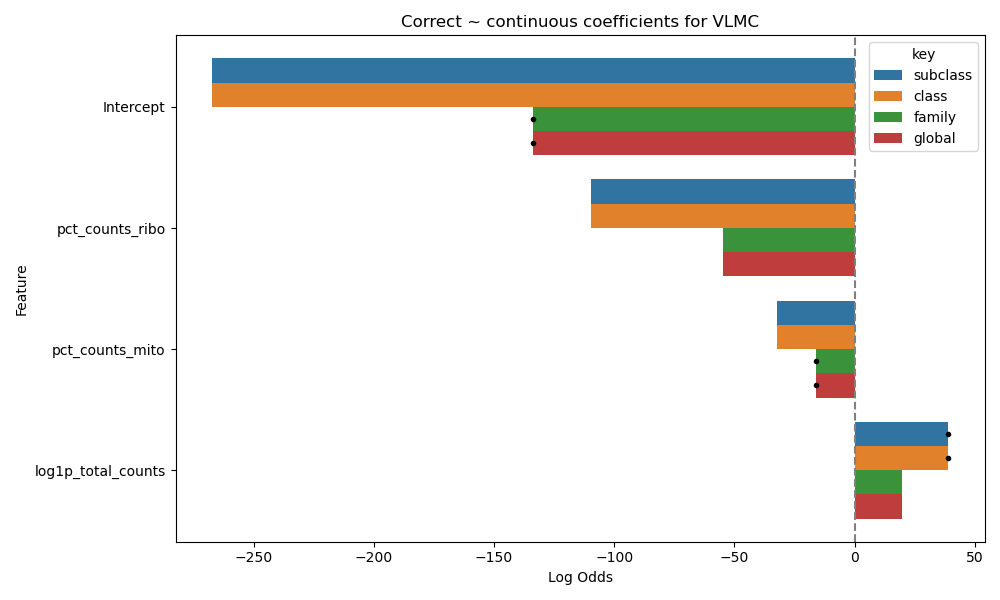 Correct ~ continuous coefficients for VLMC
key
subclass
class
family
global
Feature
Intercept
pct_counts_ribo
pct_counts_mito
log1p_total_counts
−250
−200
−150
−100
−50
0
50
Log Odds